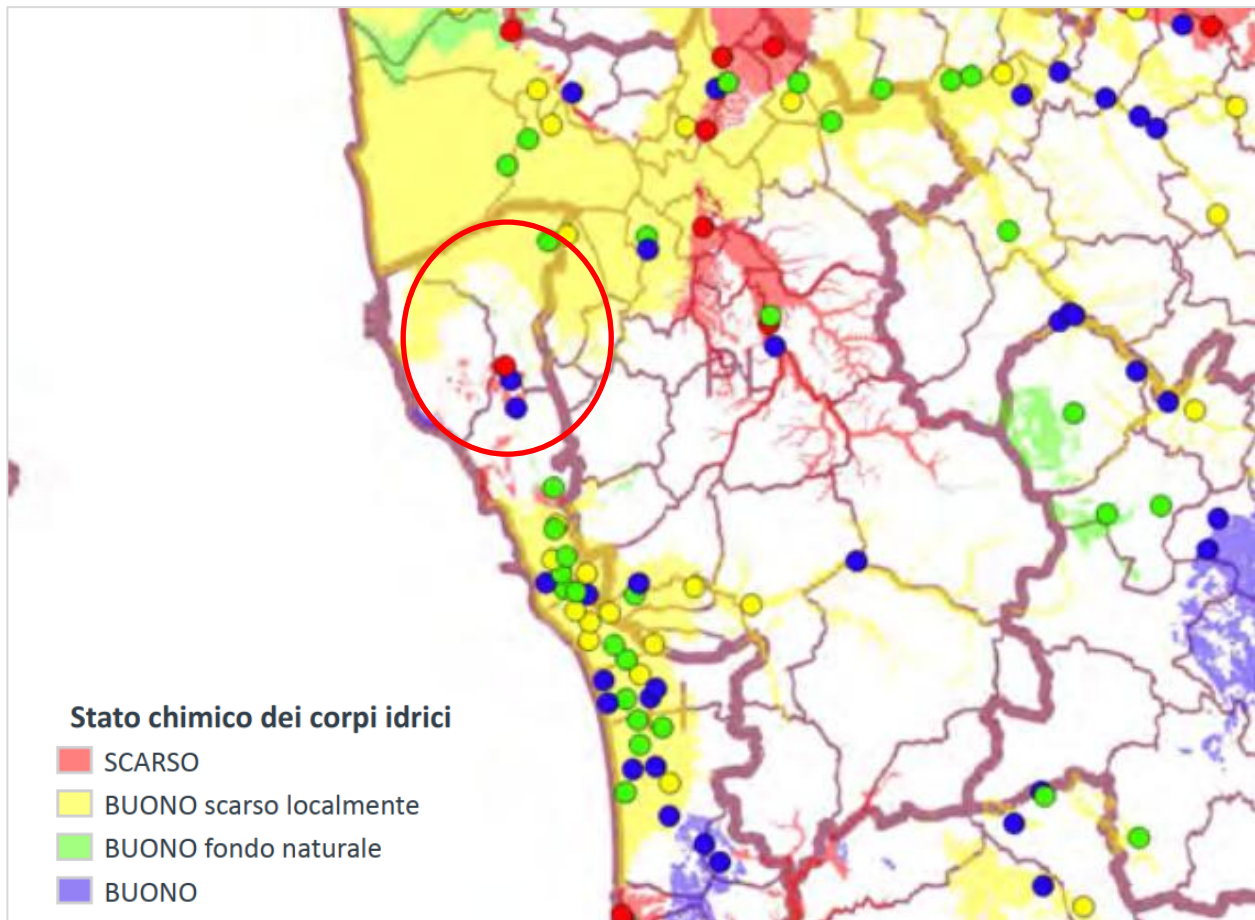 PI
Stato chimico dei corpi idrici
SCARSO
BUONO scarso localmente
BUONO fondo naturale
BUONO